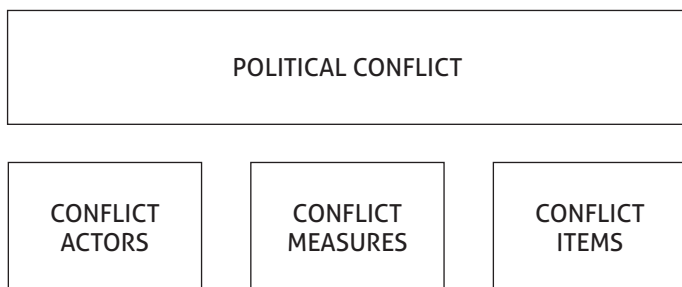 POLITICAL CONFLICT
CONFLICT
ACTORS
CONFLICT
MEASURES
CONFLICT
ITEMS